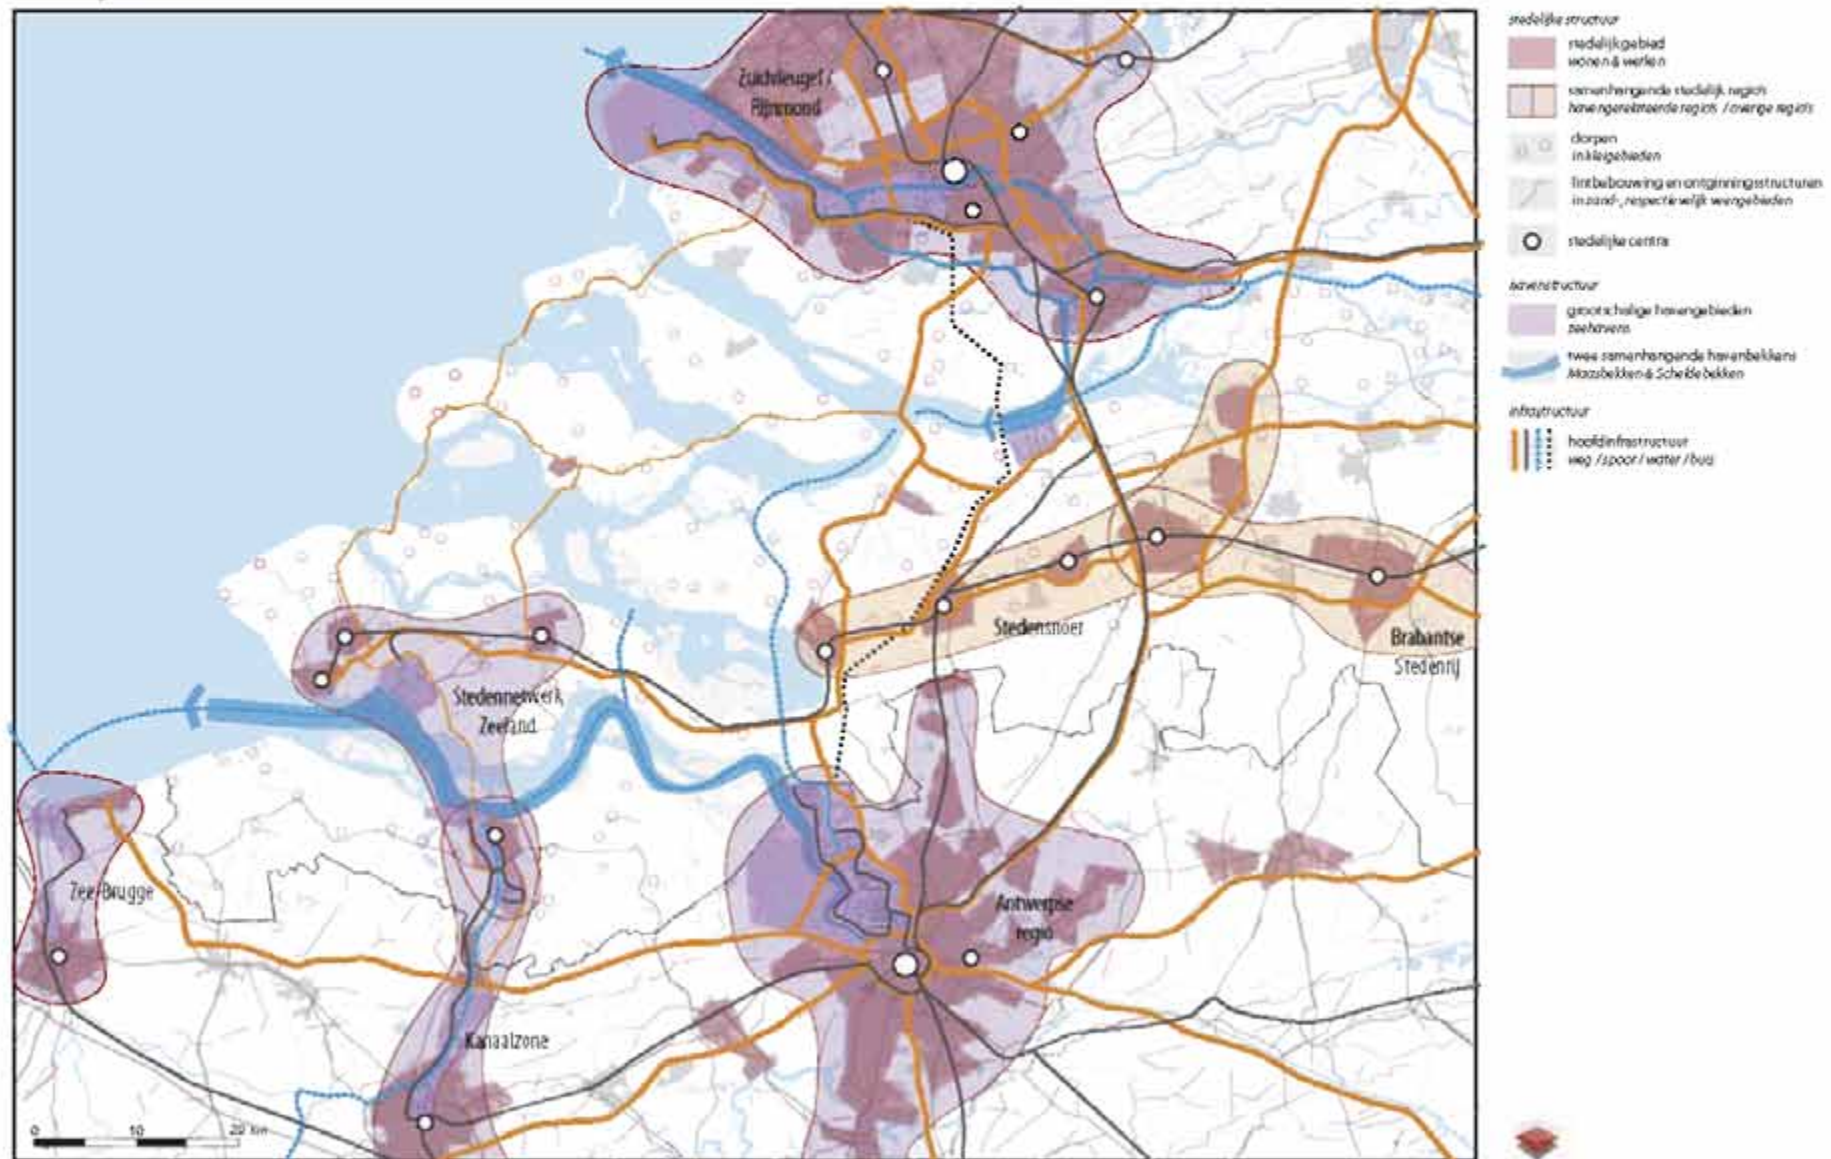 Zuidvleugel /
Rijnmond
Stedensnoer
Brabantse
Stedenrij
Stedennetwerk
Zeeland
Zee-Brugge
Antwerpse
regio
Kanaalzone
0 10 20 Km
stedelijke structuur
stedelijk gebied
wonen & werken
samenhangende stedelijk regio's
havengerelateerde regio's / overige regio's
dorpen
in kleigebieden
lintbebouwing en ontginningsstructuren
in zand-, respectievelijk veengebieden
stedelijke centra
havenstructuur
grootschalige havengebieden
zeehavens
twee samenhangende havenbekkens
Maasbekken & Scheldebekken
infrastructuur
hoofdinfrastructuur
weg / spoor / water / buis